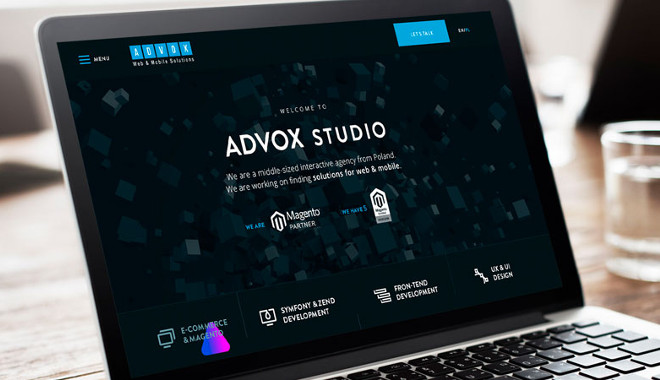 MENU
ADVOX
Web & Mobile Solutions
LET'S TALK
EN/PL
WELCOME TO
ADVOX STUDIO
We are a middle-sized interactive agency from Poland.
We are working on finding solutions for web & mobile.
WE ARE
Magento
PARTNER
WE HAVE 5
E-COMMERCE
& MAGENTO
SYMFONY & ZEND
DEVELOPMENT
FRON-TEND
DEVELOPMENT
UX & UI
DESIGN